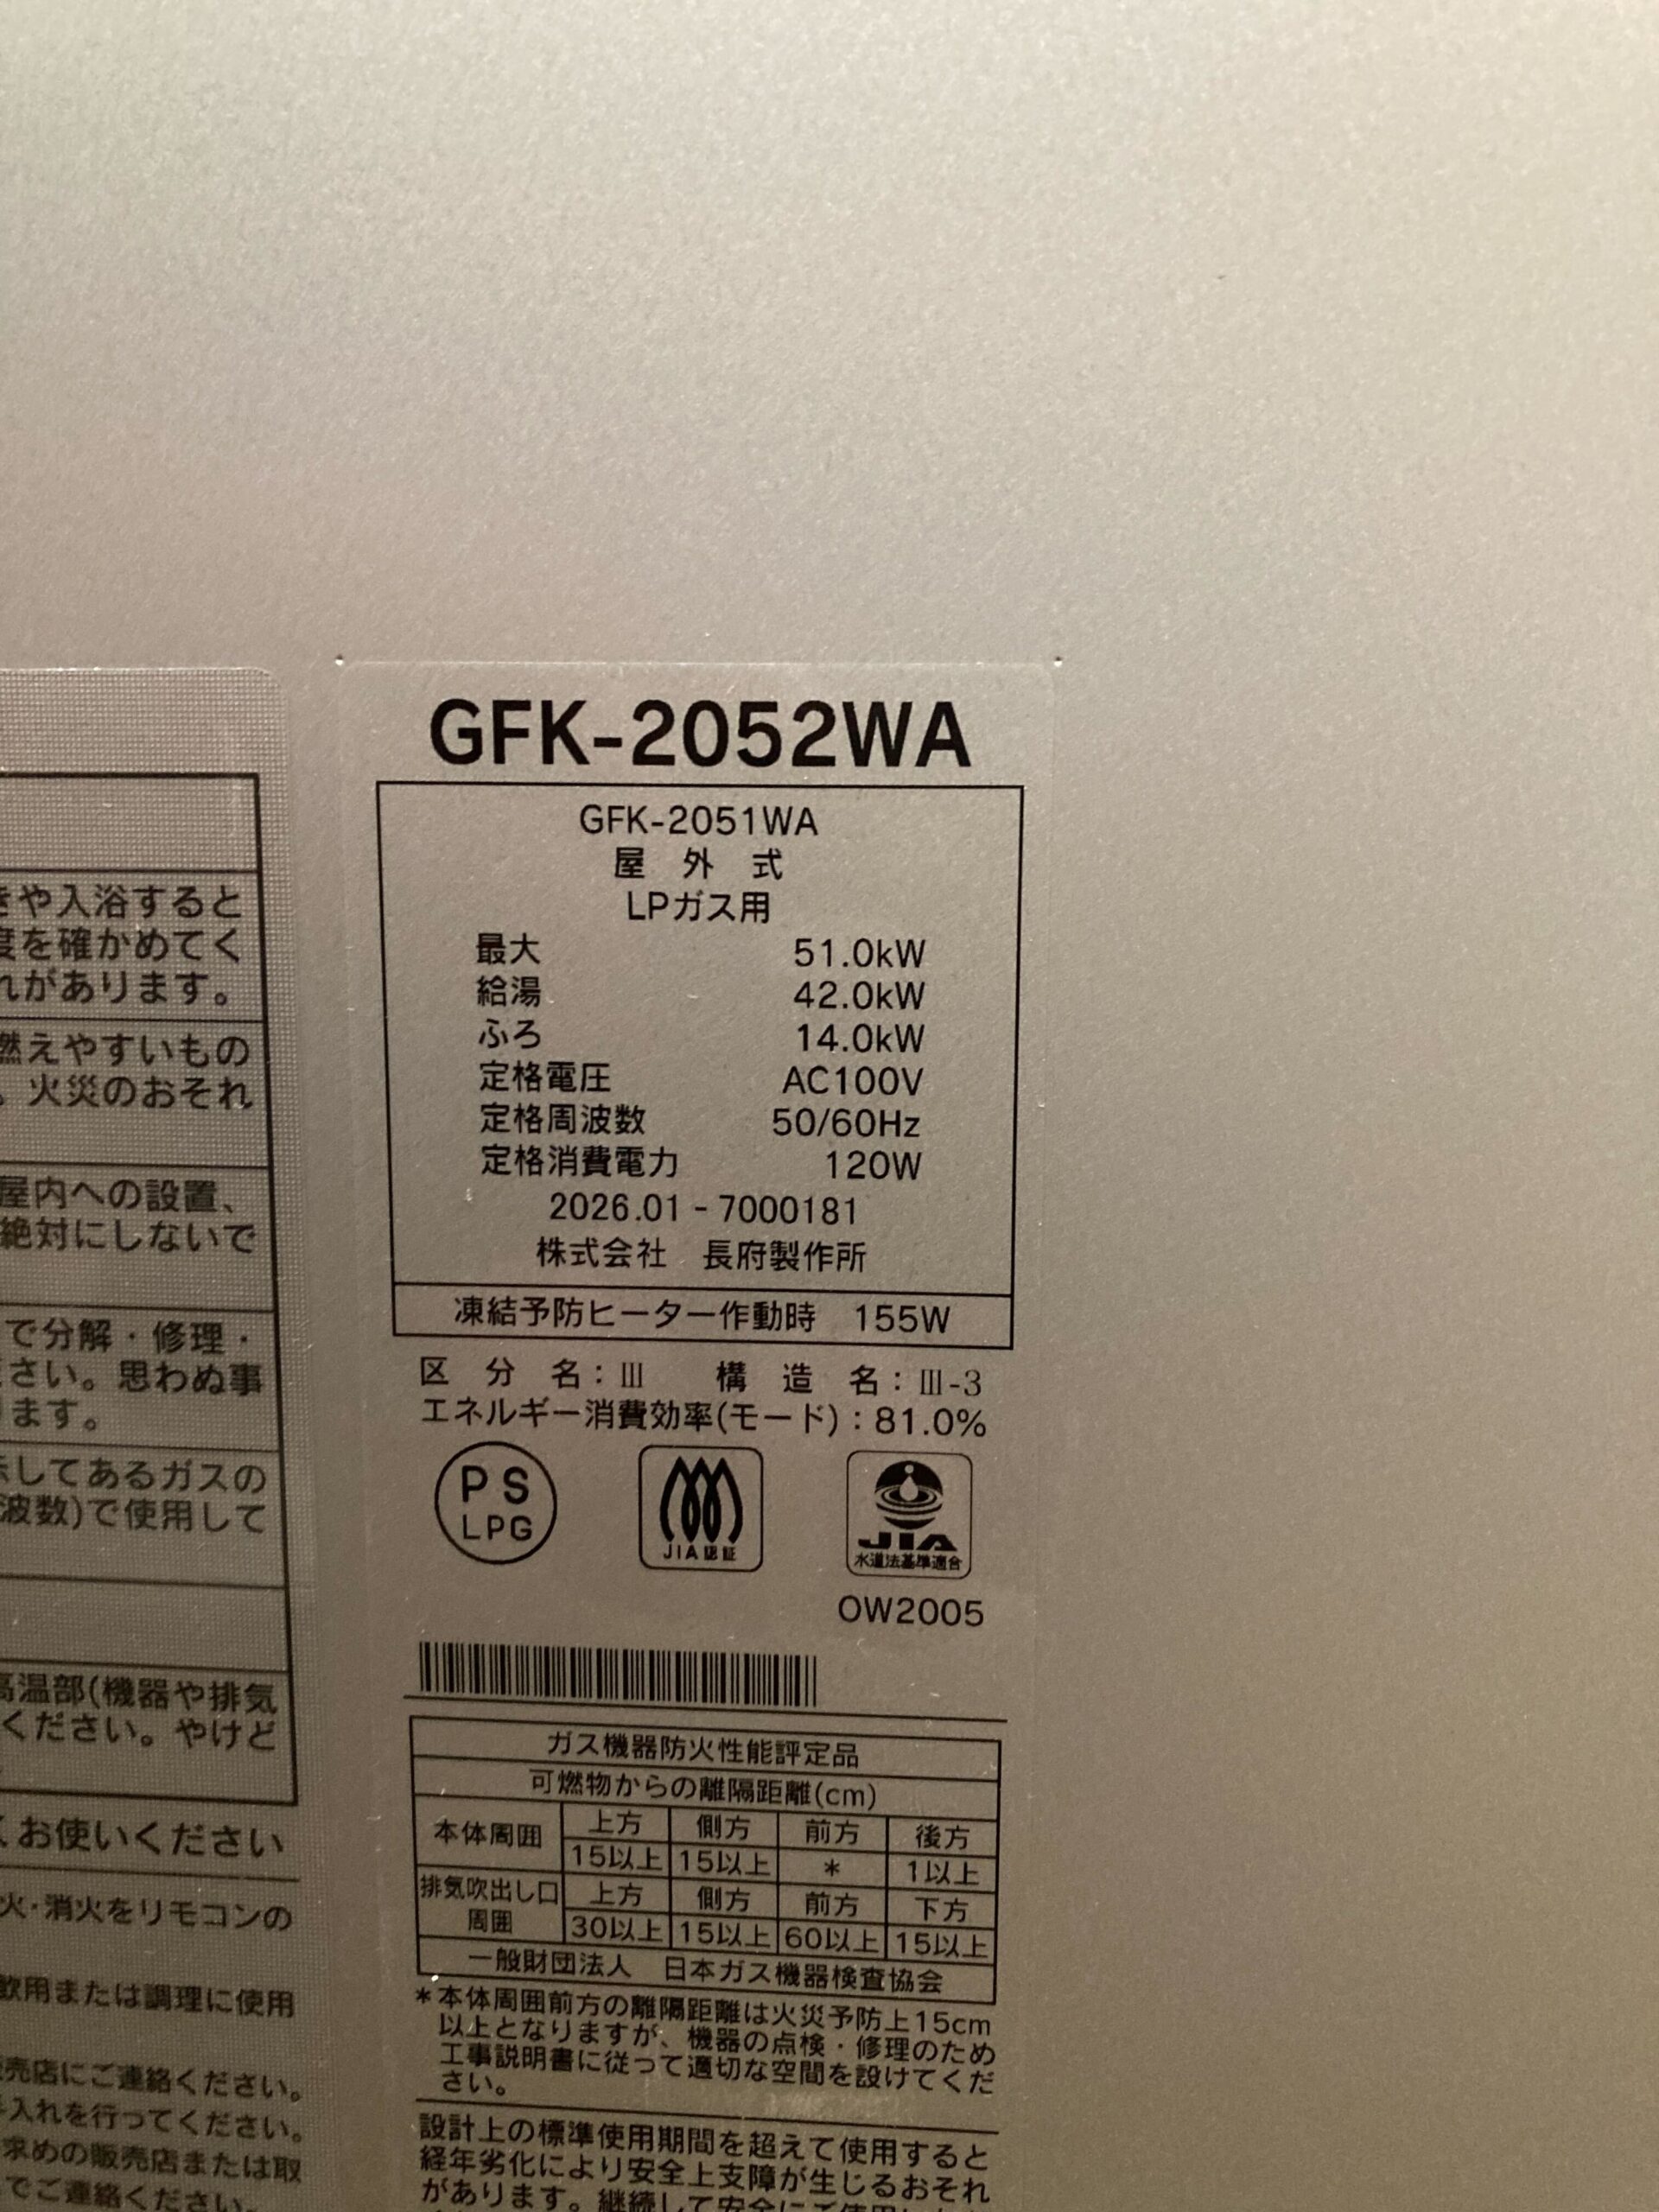 きや入浴すると
度を確かめてく
れがあります。
燃えやすいもの
、火災のおそれ
屋内への設置、
絶対にしないで
で分解・修理・
ださい。思わぬ事
ります。
示してあるガスの
波数)で使用して
高温部(機器や排気
ください。やけど
くお使いください
火・消火をリモコンの
飲用または調理に使用
販売店にご連絡ください。
手入れを行ってください。
求めの販売店または取
でご連絡ください。
GFK-2052WA
GFK-2051WA
屋 外 式
LPガス用
最大 51.0kW
給湯 42.0kW
ふろ 14.0kW
定格電圧 AC100V
定格周波数 50/60Hz
定格消費電力 120W
2026.01 - 7000181
株式会社 長府製作所
凍結予防ヒーター作動時 155W
区 分 名：Ⅲ 構 造 名：Ⅲ-3
エネルギー消費効率(モード)：81.0%
PS
LPG
JIA認証
JIA
水道法基準適合
OW2005
ガス機器防火性能評定品
可燃物からの離隔距離(cm)
本体周囲 上方 側方 前方 後方
15以上 15以上 * 1以上
排気吹出し口周囲 上方 側方 前方 下方
30以上 15以上 60以上 15以上
一般財団法人 日本ガス機器検査協会
*本体周囲前方の離隔距離は火災予防上15cm
以上となりますが、機器の点検・修理のため
工事説明書に従って適切な空間を設けてくだ
さい。
設計上の標準使用期間を超えて使用すると
経年劣化により安全上支障が生じるおそれ
があります。継続して安全にご使用